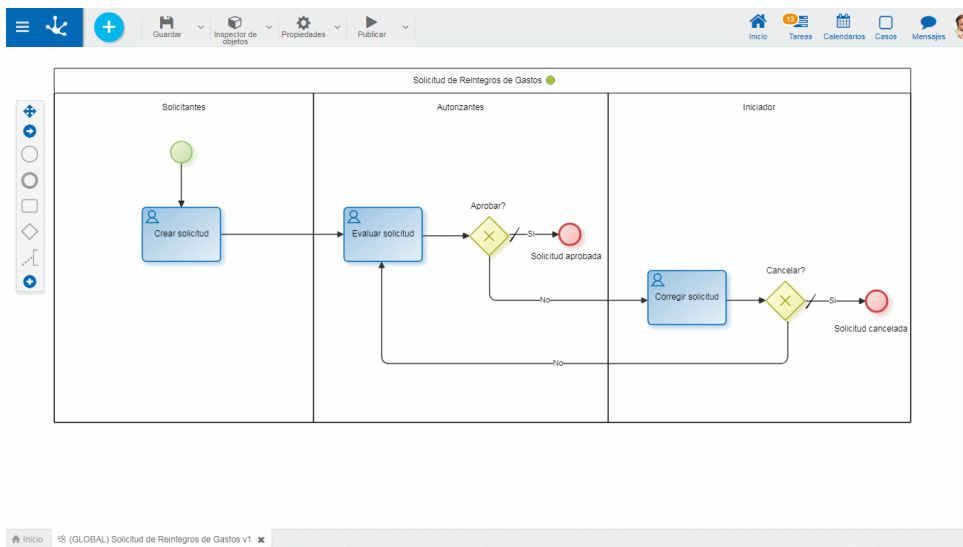 Guardar
Inspector de
objetos
Propiedades
Publicar
Inicio
13
Tareas
Calendarios
Casos
Mensajes
Solicitud de Reintegros de Gastos
Solicitantes
Autorizantes
Iniciador
Crear solicitud
Evaluar solicitud
Aprobar?
Si
Solicitud aprobada
No
Corregir solicitud
Cancelar?
Si
Solicitud cancelada
No
Inicio
(GLOBAL) Solicitud de Reintegros de Gastos v1